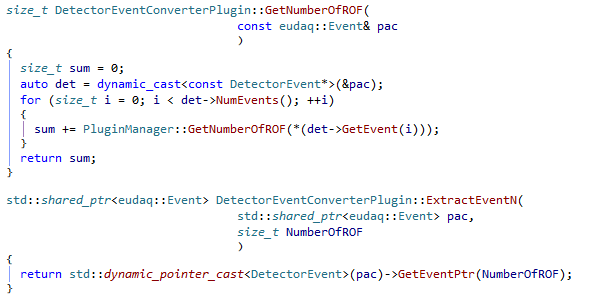 size_t DetectorEventConverterPlugin::GetNumberOfROF(
const eudaq::Event& pac
)
{
size_t sum = 0;
auto det = dynamic_cast<const DetectorEvent*>(&pac);
for (size_t i = 0; i < det->NumEvents(); ++i)
{
sum += PluginManager::GetNumberOfROF(*(det->GetEvent(i)));
}
return sum;
}
std::shared_ptr<eudaq::Event> DetectorEventConverterPlugin::ExtractEventN(
std::shared_ptr<eudaq::Event> pac,
size_t NumberOfROF
)
{
return std::dynamic_pointer_cast<DetectorEvent>(pac)->GetEventPtr(NumberOfROF);
}